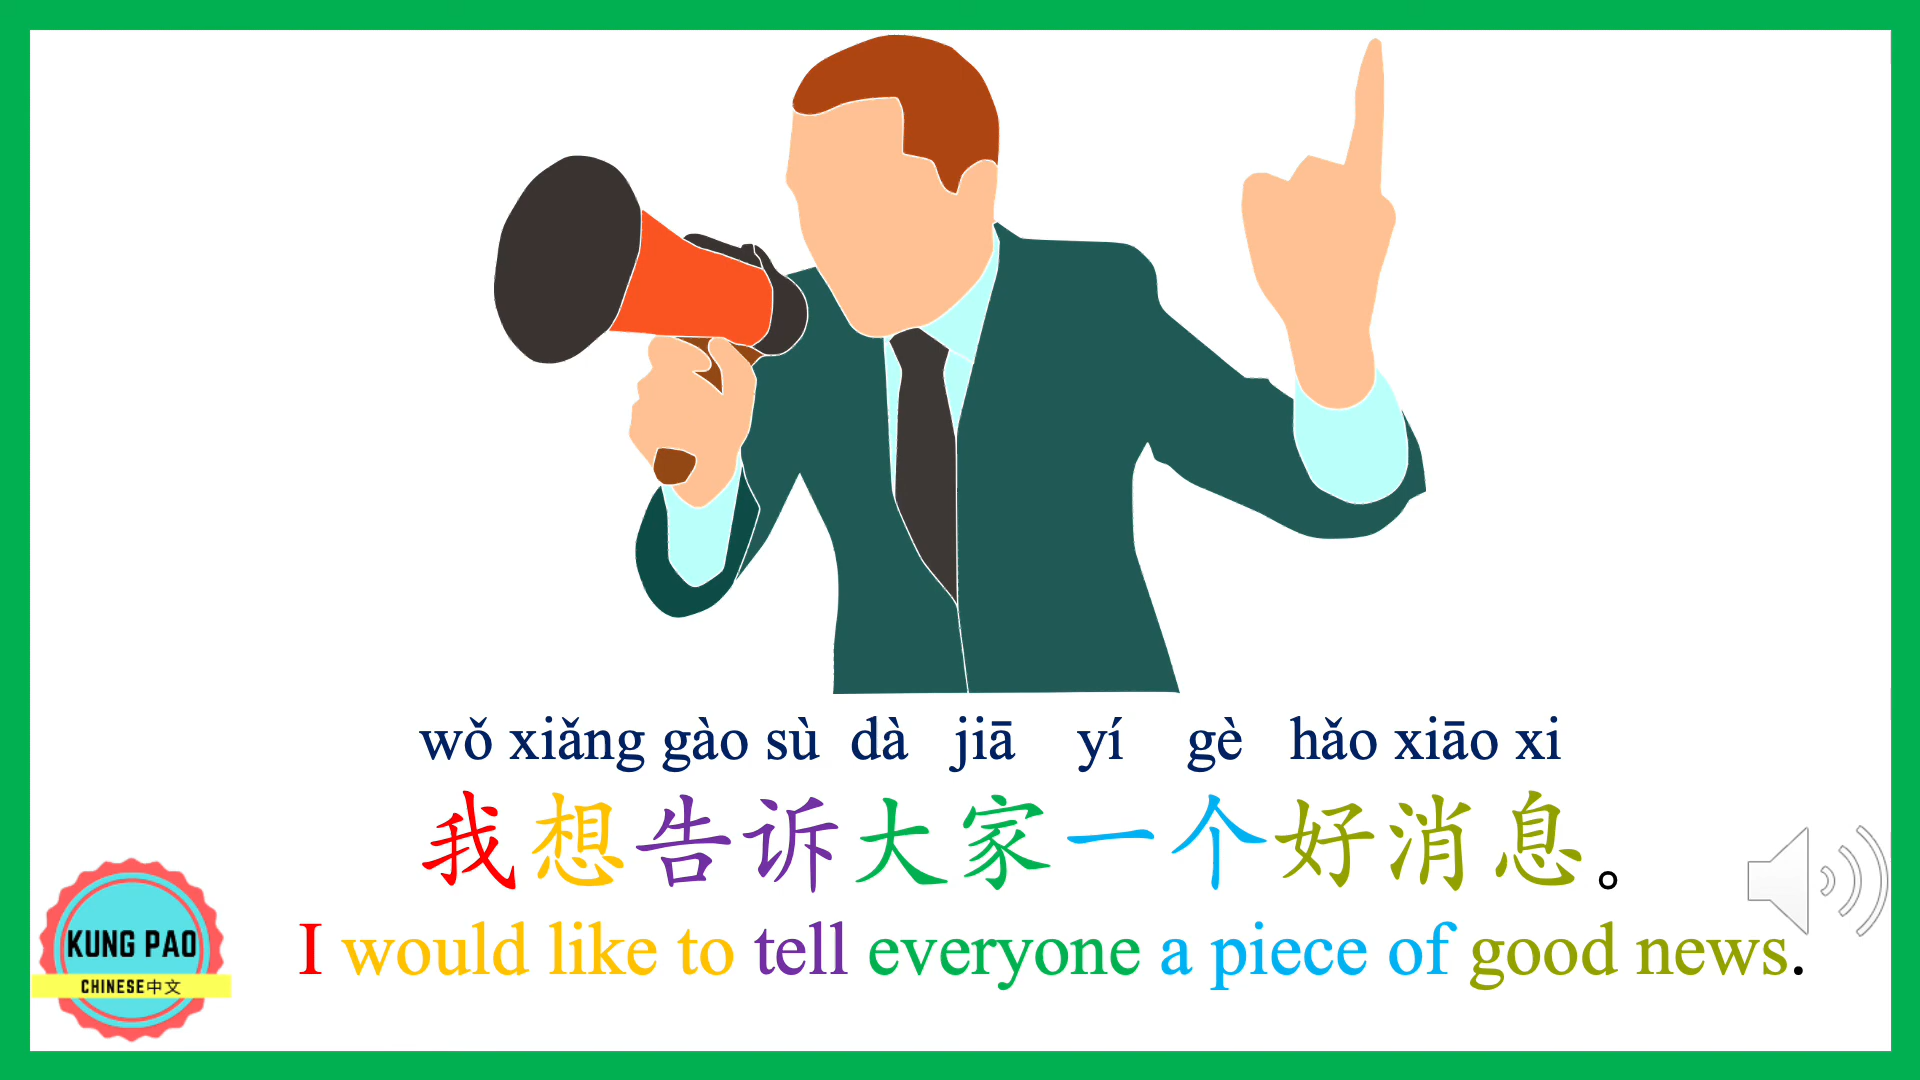 wǒ xiǎng gào sù dà jiā yí gè hǎo xiāo xi
我想告诉大家一个好消息。
I would like to tell everyone a piece of good news.
KUNG PAO
CHINESE中文